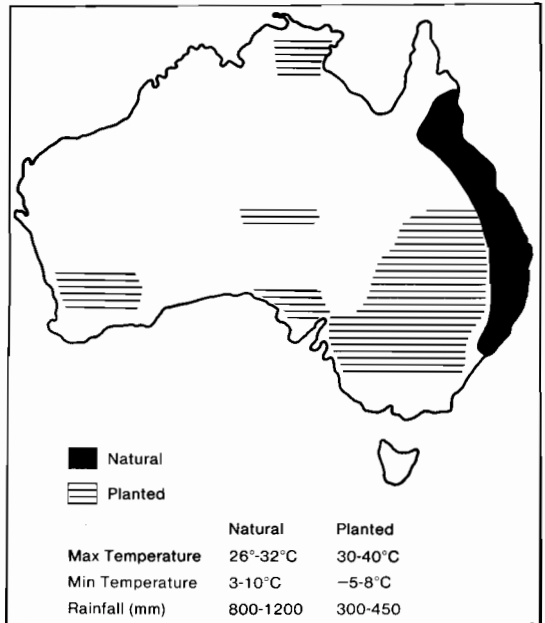 Natural
Planted
Natural Planted
Max Temperature 26°-32°C 30-40°C
Min Temperature 3-10°C −5-8°C
Rainfall (mm) 800-1200 300-450